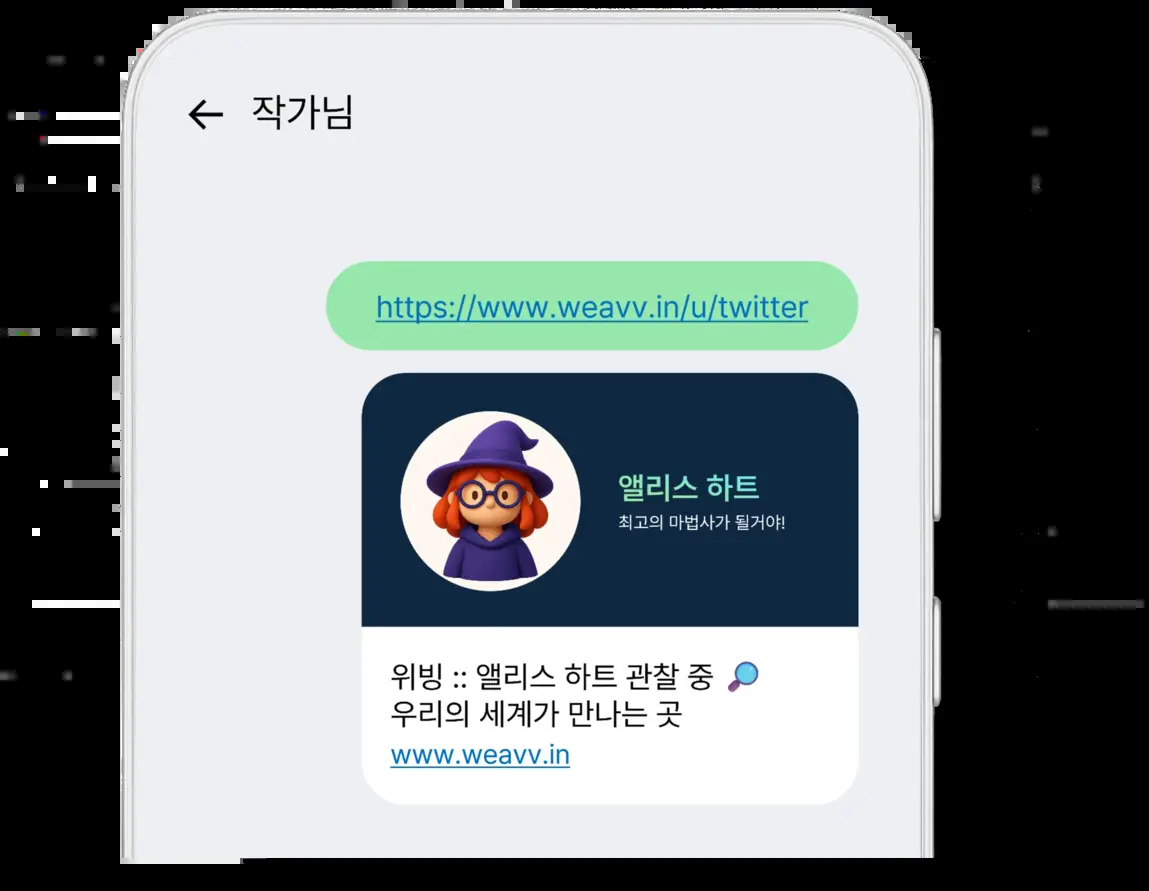 작가님
https://www.weavv.in/u/twitter
앨리스 하트
최고의 마법사가 될거야!
위빙 :: 앨리스 하트 관찰 중 🔎
우리의 세계가 만나는 곳
www.weavv.in